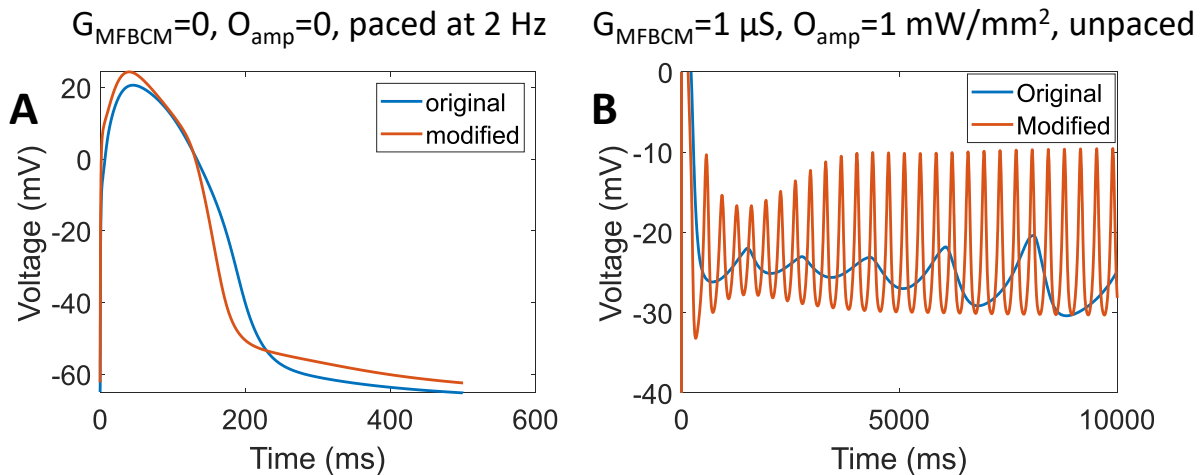 G_MFBCM=0, O_amp=0, paced at 2 Hz
G_MFBCM=1 µS, O_amp=1 mW/mm², unpaced
A
original
modified
20
0
-20
-40
-60
Voltage (mV)
0
200
400
600
Time (ms)
B
Original
Modified
0
-10
-20
-30
-40
Voltage (mV)
0
5000
10000
Time (ms)